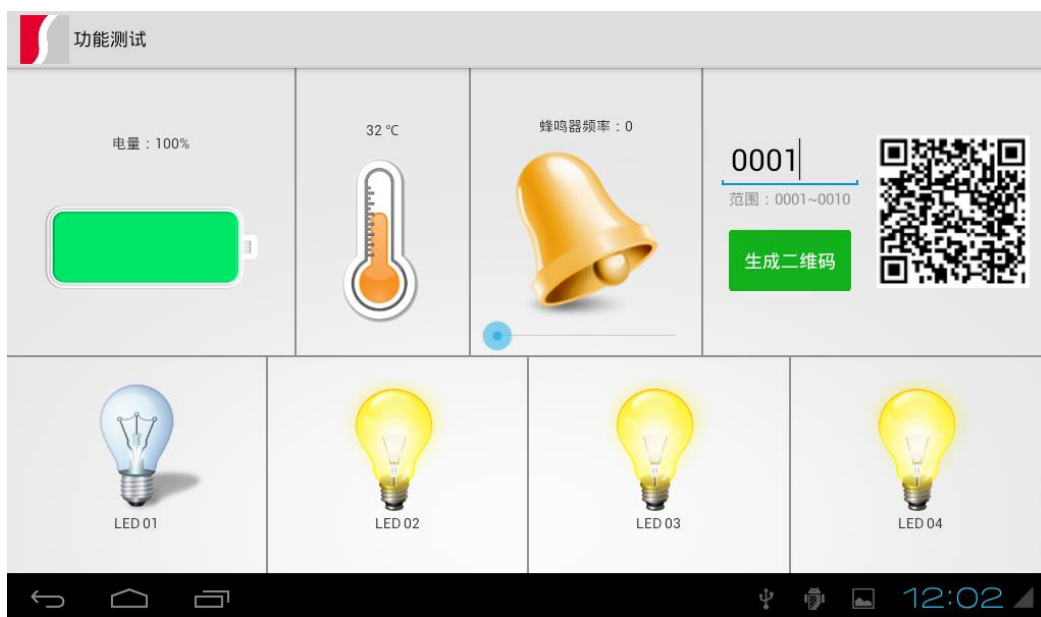 功能测试
电量：100%
32 ℃
蜂鸣器频率：0
0001
范围：0001~0010
生成二维码
LED 01
LED 02
LED 03
LED 04
12:02